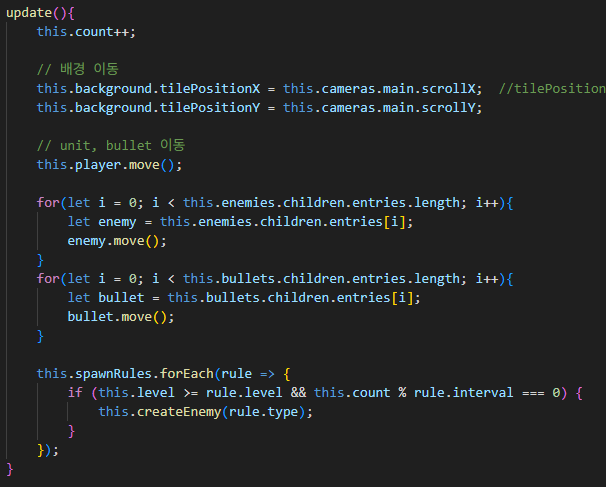 update(){
this.count++;
// 배경 이동
this.background.tilePositionX = this.cameras.main.scrollX;  //tilePosition
this.background.tilePositionY = this.cameras.main.scrollY;
// unit, bullet 이동
this.player.move();
for(let i = 0; i < this.enemies.children.entries.length; i++){
let enemy = this.enemies.children.entries[i];
enemy.move();
}
for(let i = 0; i < this.bullets.children.entries.length; i++){
let bullet = this.bullets.children.entries[i];
bullet.move();
}
this.spawnRules.forEach(rule => {
if (this.level >= rule.level && this.count % rule.interval === 0) {
this.createEnemy(rule.type);
}
});
}